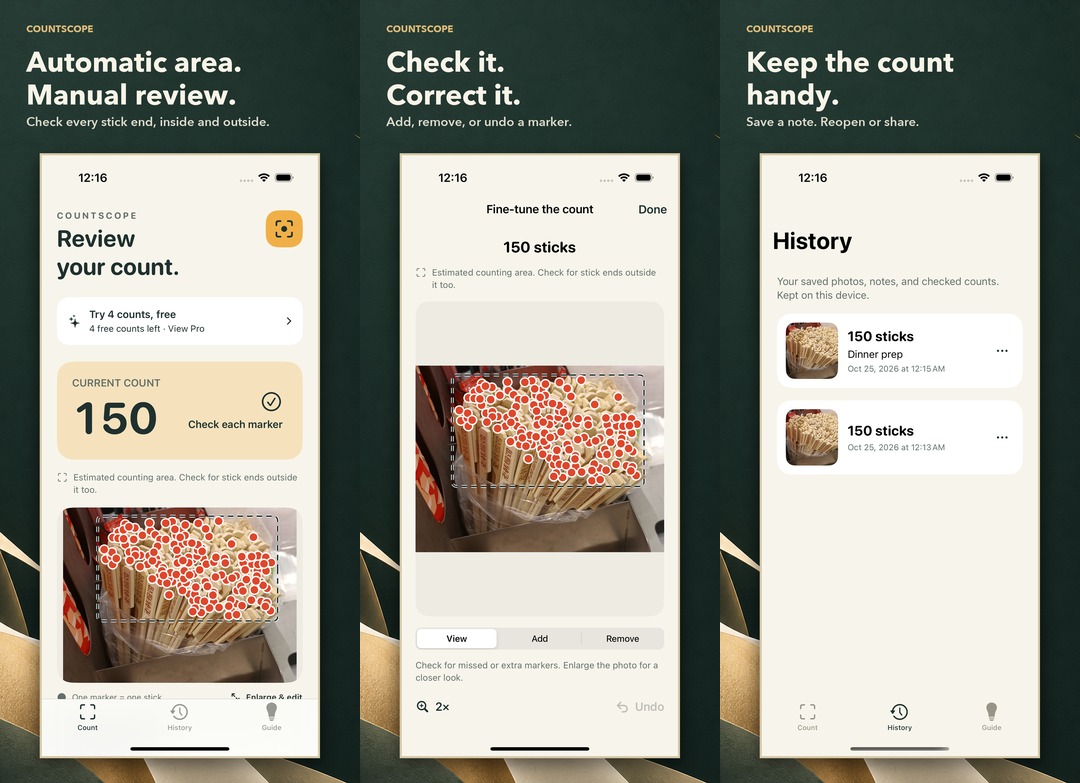 COUNTSCOPE
Automatic area.
Manual review.
Check every stick end, inside and outside.
12:16
COUNTSCOPE
Review
your count.
Try 4 counts, free
4 free counts left · View Pro
CURRENT COUNT
150
Check each marker
Estimated counting area. Check for stick ends outside
it too.
One marker = one stick
Enlarge & edit
Count
History
Guide
COUNTSCOPE
Check it.
Correct it.
Add, remove, or undo a marker.
12:16
Fine-tune the count
Done
150 sticks
Estimated counting area. Check for stick ends outside
it too.
View
Add
Remove
Check for missed or extra markers. Enlarge the photo for a
closer look.
2×
Undo
COUNTSCOPE
Keep the count
handy.
Save a note. Reopen or share.
12:16
History
Your saved photos, notes, and checked counts.
Kept on this device.
150 sticks
Dinner prep
Oct 25, 2026 at 12:15 AM
150 sticks
Oct 25, 2026 at 12:13 AM
Count
History
Guide